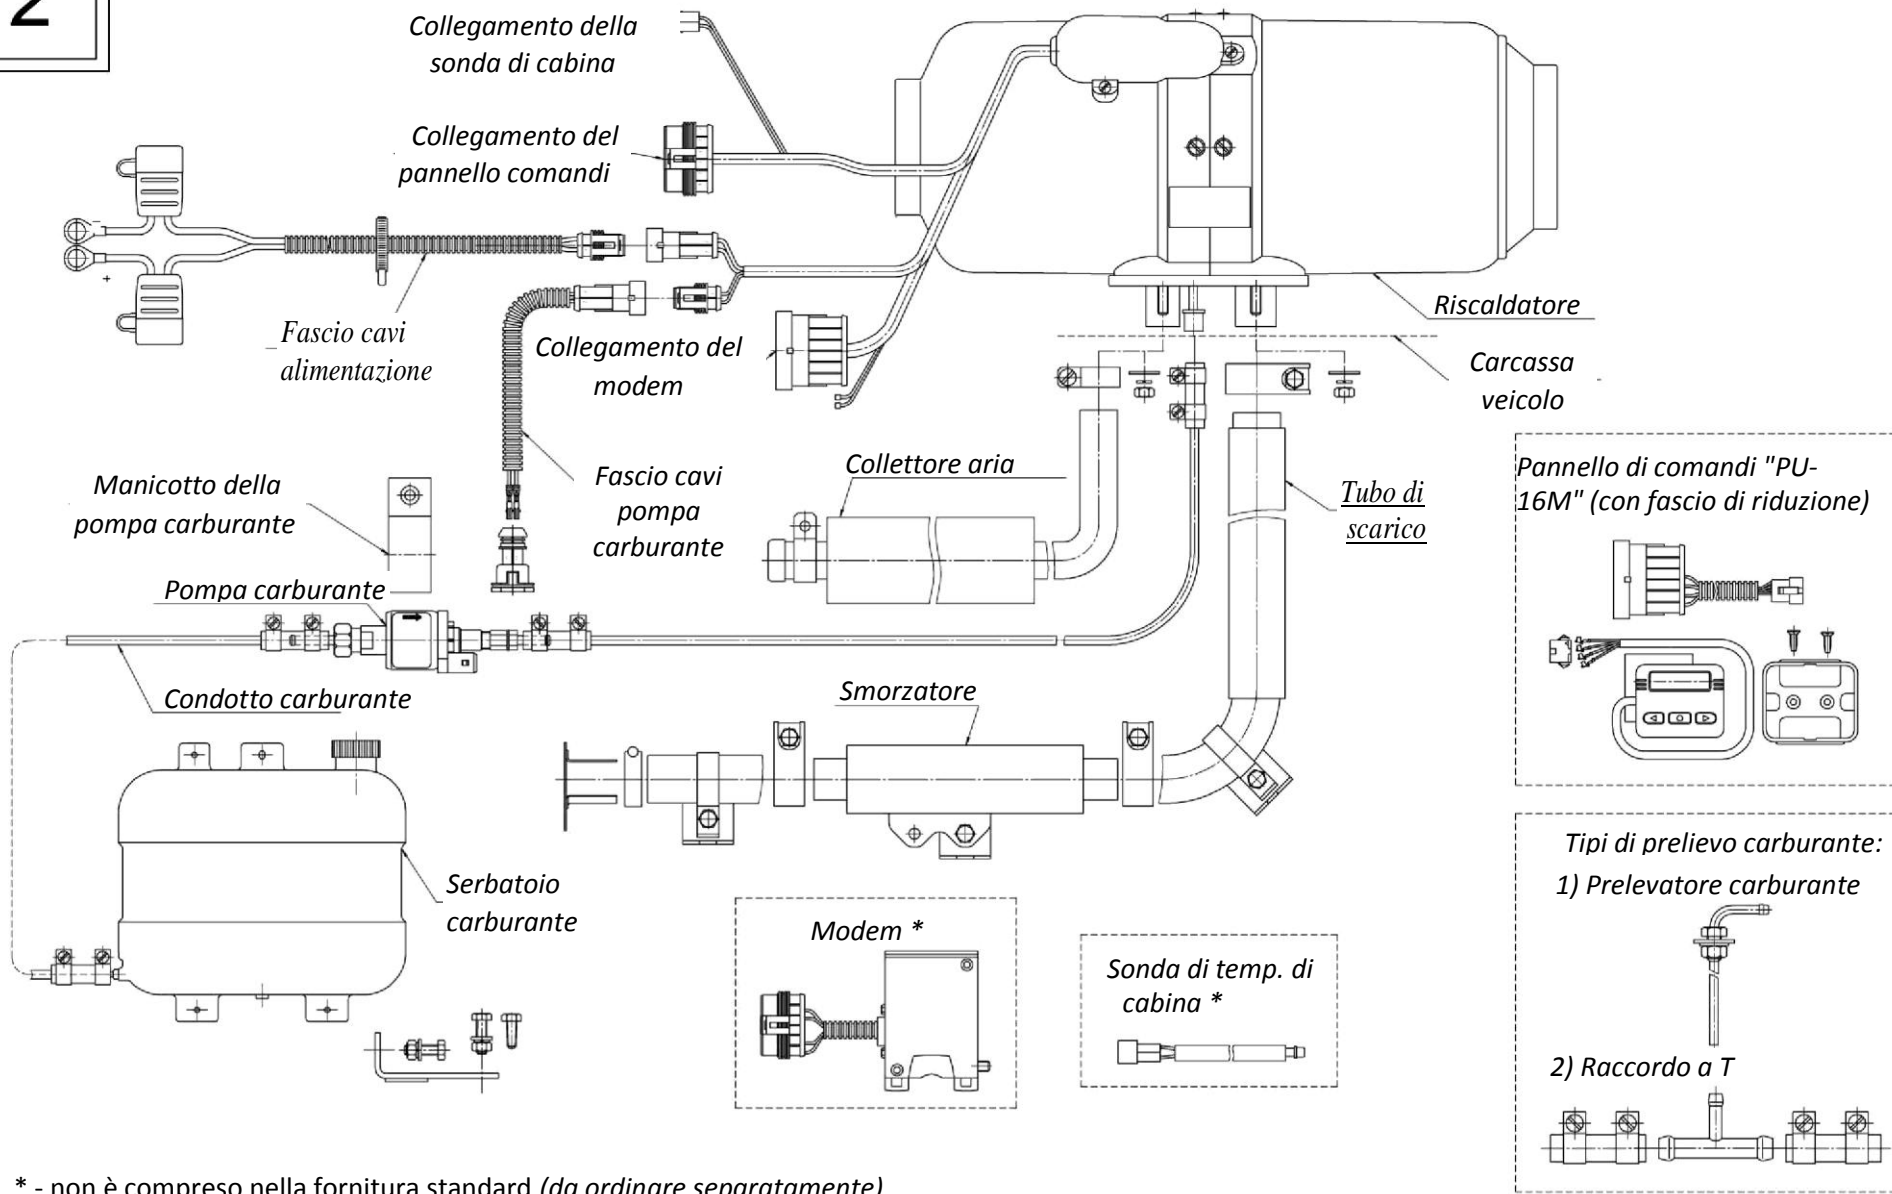 2
Collegamento della
sonda di cabina
Collegamento del
pannello comandi
-
+
Fascio cavi
alimentazione
Collegamento del
modem
Riscaldatore
Carcassa
veicolo
Manicotto della
pompa carburante
Fascio cavi
pompa
carburante
Collettore aria
Tubo di
scarico
Pannello di comandi "PU-
16M" (con fascio di riduzione)
Pompa carburante
Condotto carburante
Smorzatore
Serbatoio
carburante
Modem *
Sonda di temp. di
cabina *
Tipi di prelievo carburante:
1) Prelevatore carburante
2) Raccordo a T
* - non è compreso nella fornitura standard (da ordinare separatamente)